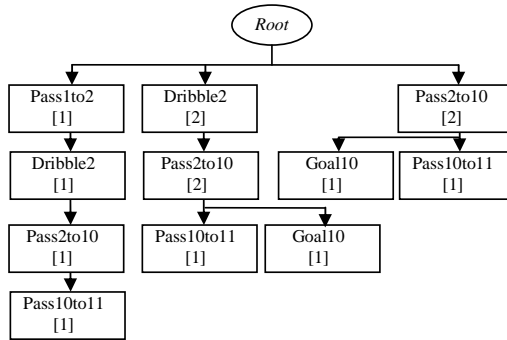 Root
Pass1to2
[1]
Dribble2
[2]
Pass2to10
[2]
Dribble2
[1]
Pass2to10
[2]
Goal10
[1]
Pass10to11
[1]
Pass2to10
[1]
Pass10to11
[1]
Goal10
[1]
Pass10to11
[1]